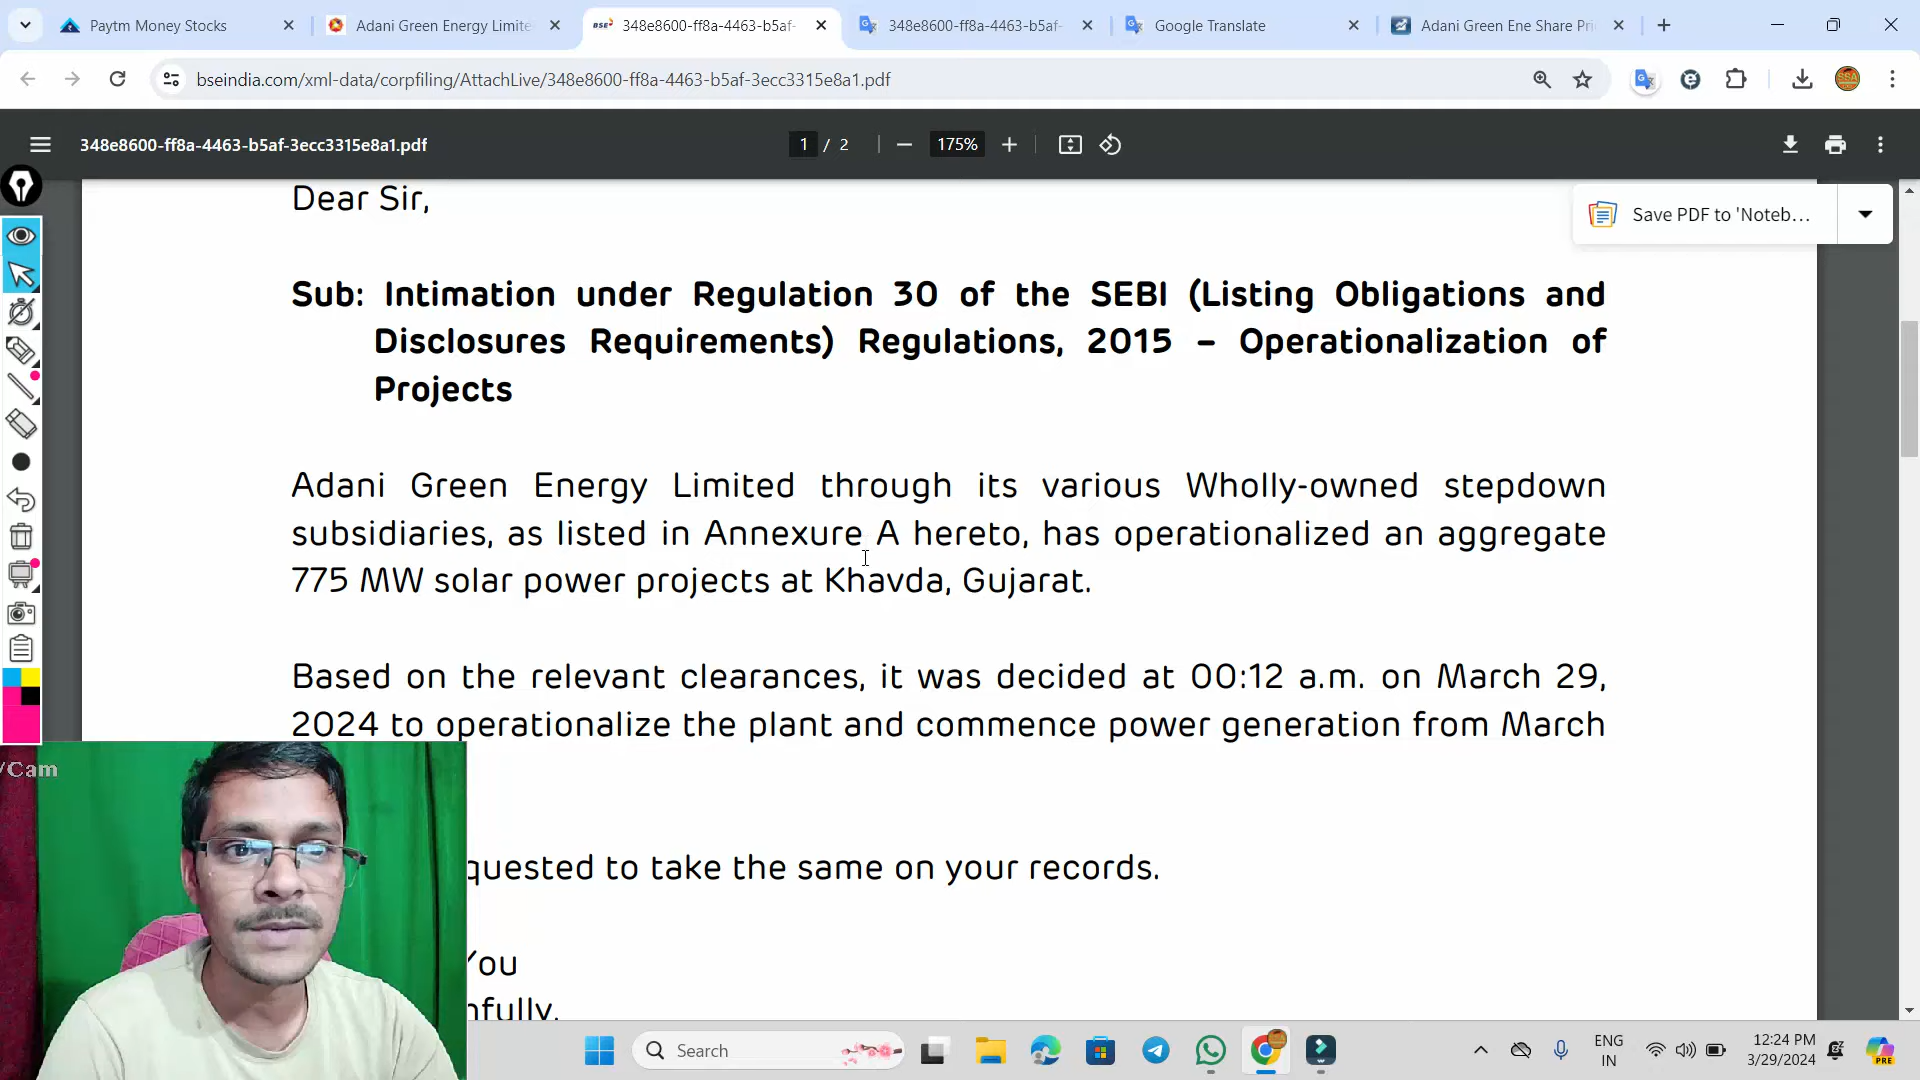 Paytm Money Stocks
Adani Green Energy Limite
BSE
348e8600-ff8a-4463-b5af-
348e8600-ff8a-4463-b5af-
Google Translate
Adani Green Ene Share Pri
bseindia.com/xml-data/corpfiling/AttachLive/348e8600-ff8a-4463-b5af-3ecc3315e8a1.pdf
348e8600-ff8a-4463-b5af-3ecc3315e8a1.pdf
1 / 2
175%
Save PDF to 'Noteb...
Dear Sir,
Sub: Intimation under Regulation 30 of the SEBI (Listing Obligations and
Disclosures Requirements) Regulations, 2015 – Operationalization of
Projects
Adani Green Energy Limited through its various Wholly-owned stepdown
subsidiaries, as listed in Annexure A hereto, has operationalized an aggregate
775 MW solar power projects at Khavda, Gujarat.
Based on the relevant clearances, it was decided at 00:12 a.m. on March 29,
2024 to operationalize the plant and commence power generation from March
quested to take the same on your records.
You
hfully,
/Cam
Search
ENG
IN
12:24 PM
3/29/2024
PRE